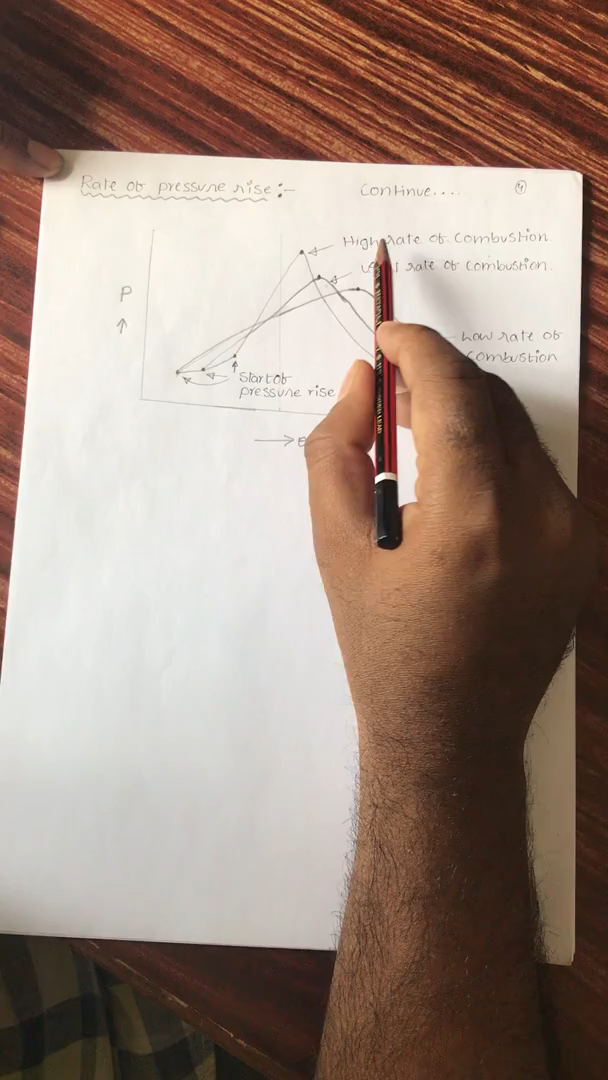 Rate of pressure rise :-
Continue....
4
High rate of Combustion
rate of Combustion.
P
Low rate of
Combustion
Start of
pressure rise